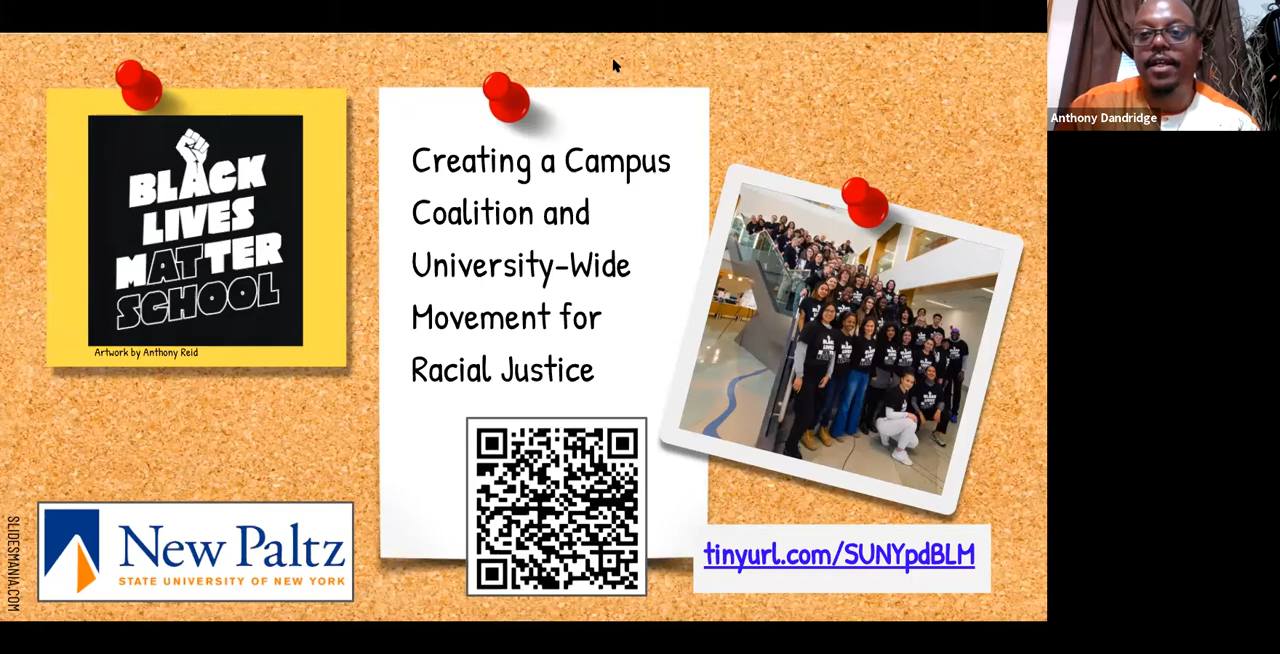 BLACK
LIVES
MATTER
SCHOOL
Artwork by Anthony Reid
Creating a Campus
Coalition and
University-Wide
Movement for
Racial Justice
New Paltz
STATE UNIVERSITY OF NEW YORK
tinyurl.com/SUNYpdBLM
SLIDESMANIA.COM
Anthony Dandridge